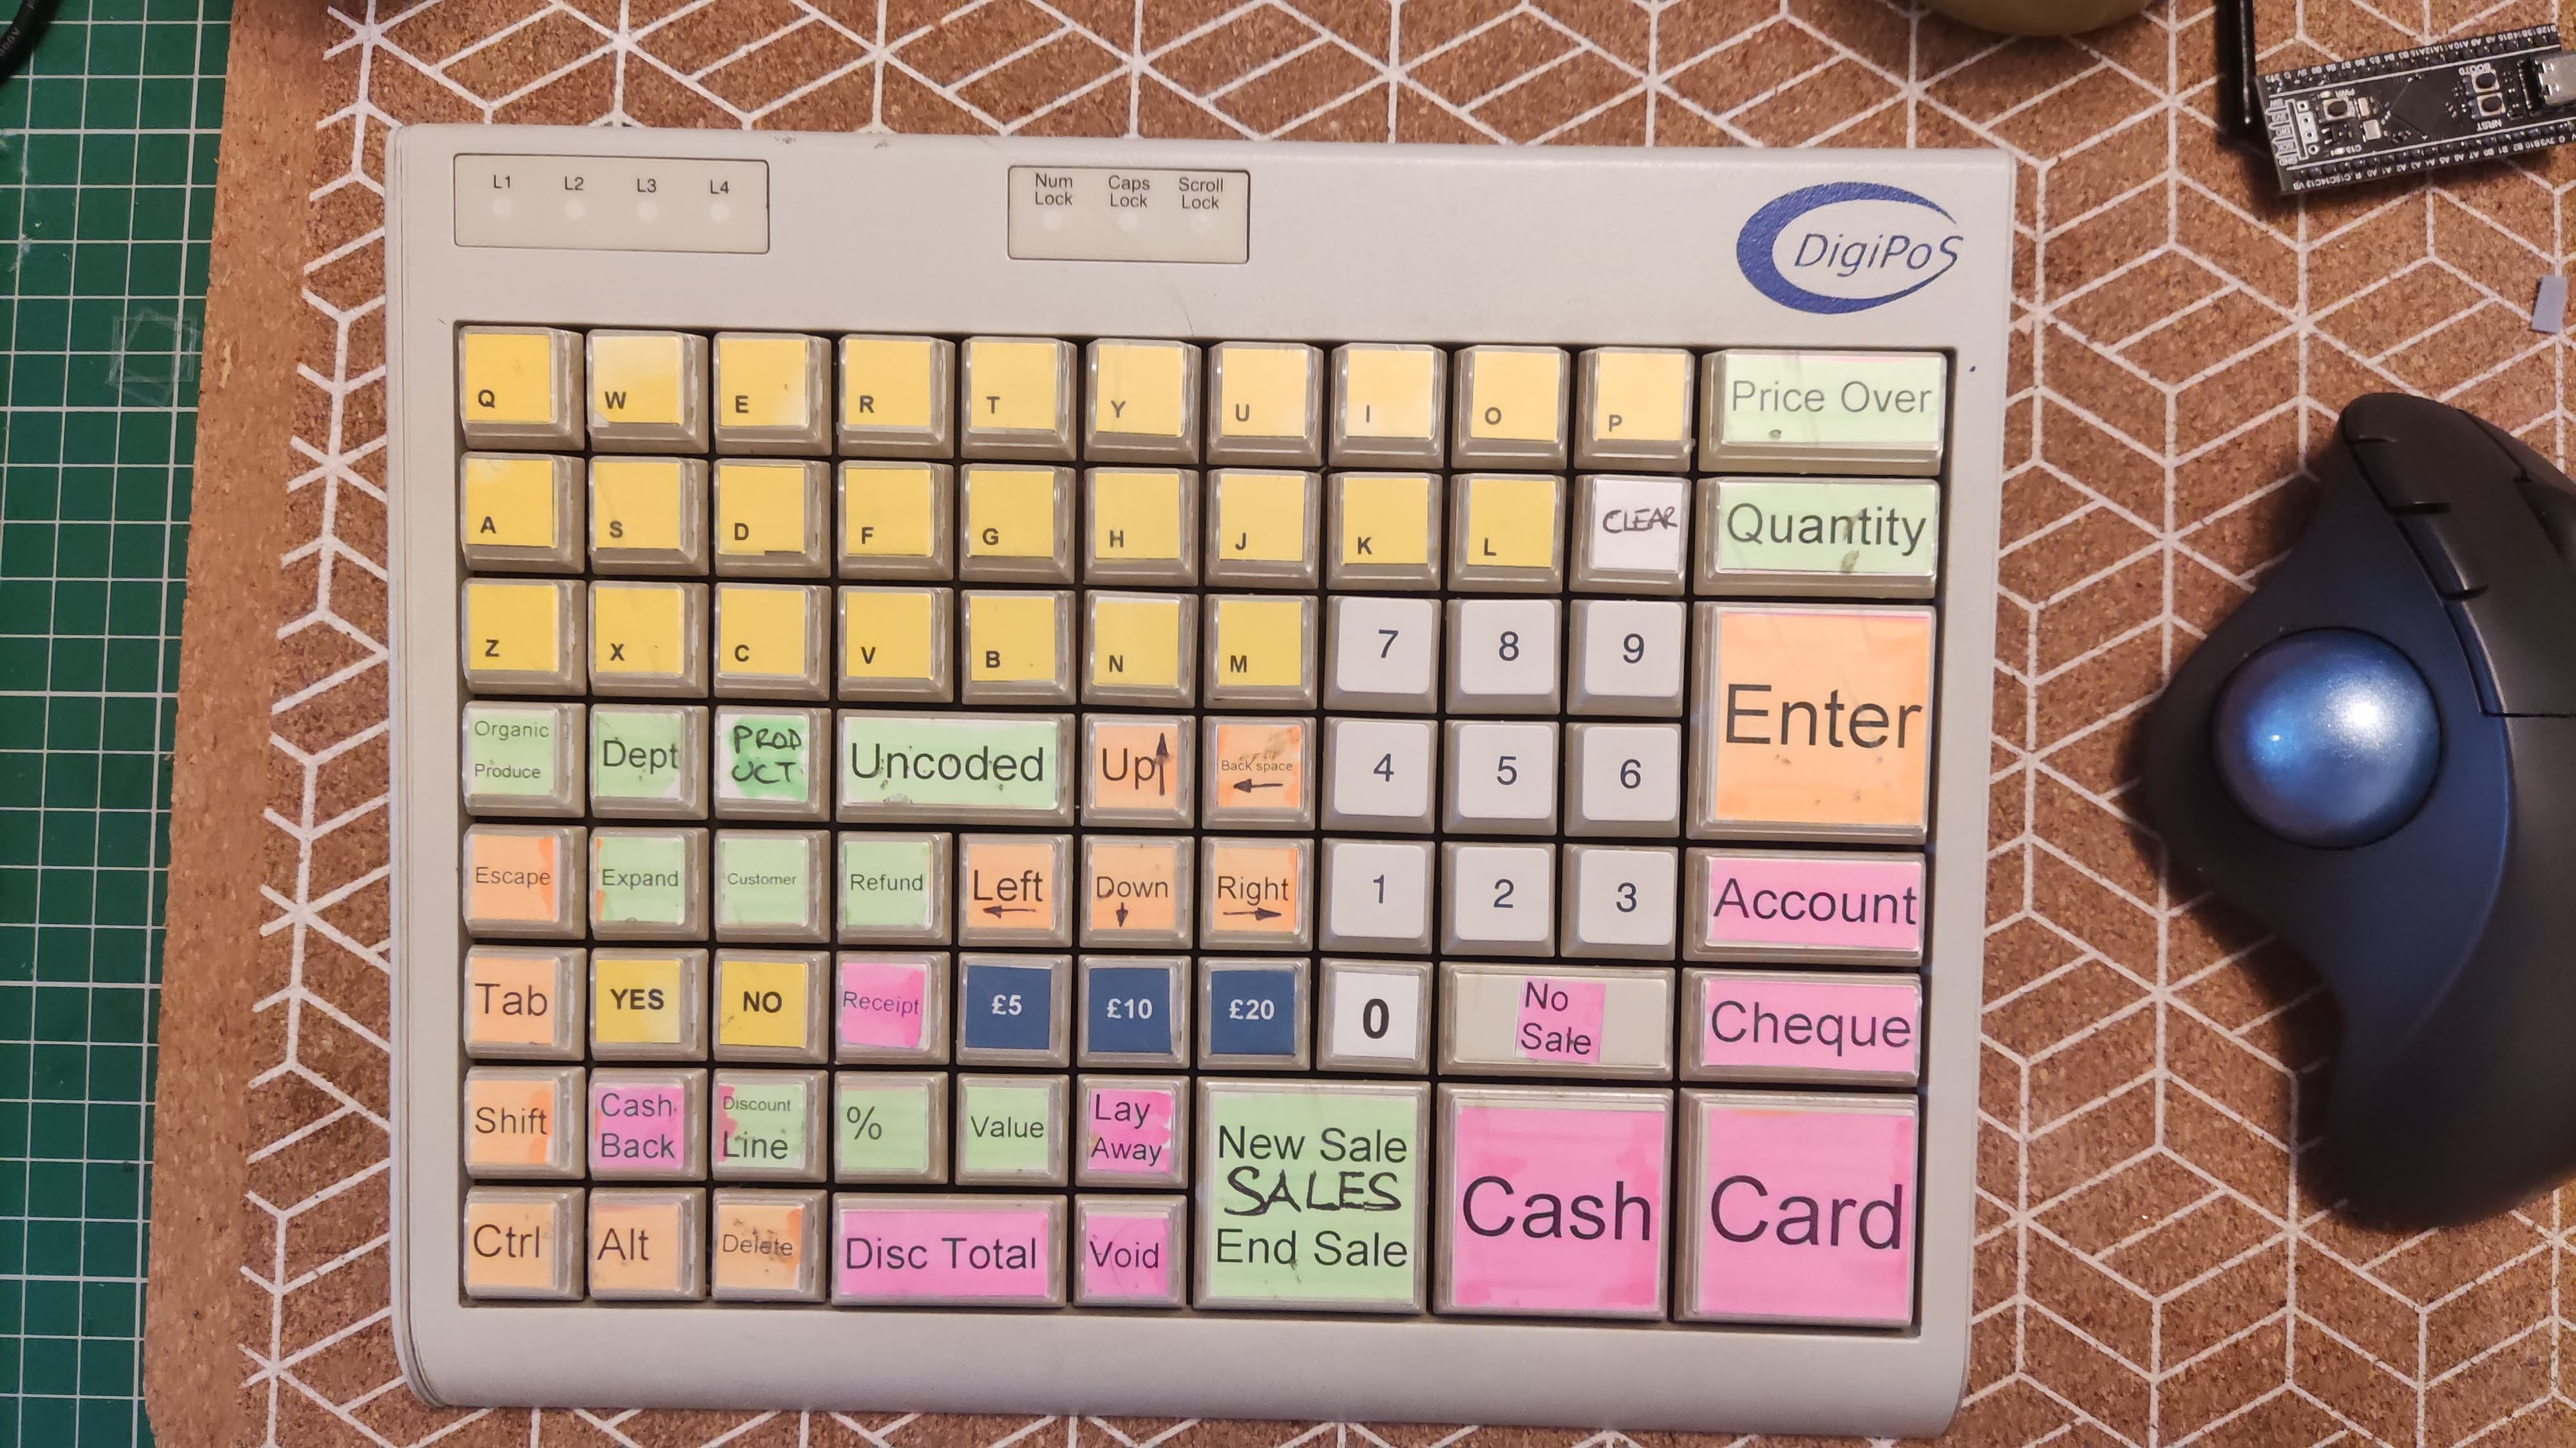 L1 L2 L3 L4
Num Lock Caps Lock Scroll Lock
DigiPoS
BOOT0
NRST
PWR
Q W E R T Y U I O P Price Over
A S D F G H J K L CLEAR Quantity
Z X C V B N M 7 8 9 Enter
Organic Produce Dept PROD UCT Uncoded Up Back space 4 5 6
Escape Expand Customer Refund Left Down Right 1 2 3 Account
Tab YES NO Receipt £5 £10 £20 0 No Sale Cheque
Shift Cash Back Discount Line % Value Lay Away New Sale SALES End Sale Cash Card
Ctrl Alt Delete Disc Total Void